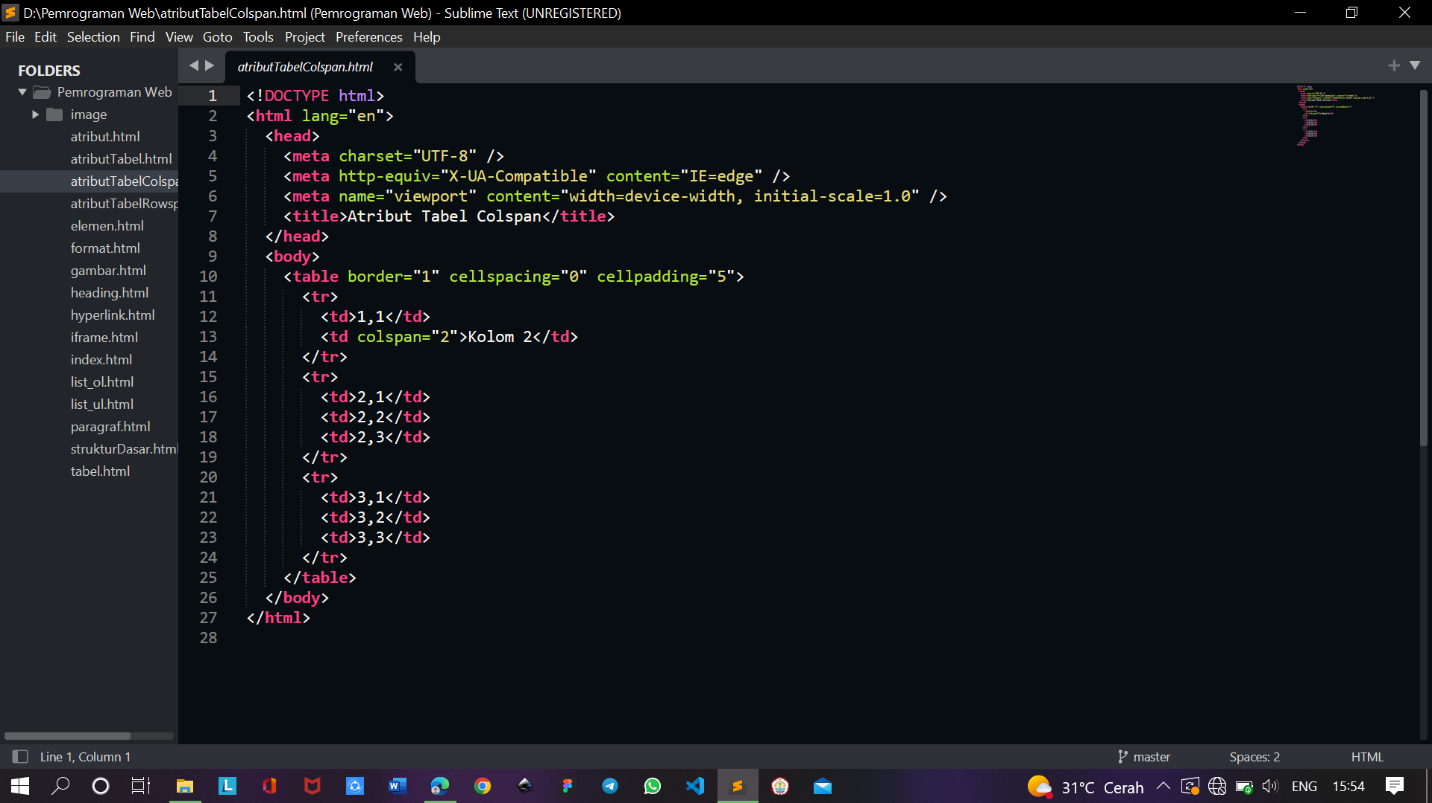 D:\Pemrograman Web\atributTabelColspan.html (Pemrograman Web) - Sublime Text (UNREGISTERED)
File Edit Selection Find View Goto Tools Project Preferences Help
FOLDERS
Pemrograman Web
image
atribut.html
atributTabel.html
atributTabelColspa
atributTabelRowsp
elemen.html
format.html
gambar.html
heading.html
hyperlink.html
iframe.html
index.html
list_ol.html
list_ul.html
paragraf.html
strukturDasar.html
tabel.html
atributTabelColspan.html
1 <!DOCTYPE html>
2 <html lang="en">
3   <head>
4     <meta charset="UTF-8" />
5     <meta http-equiv="X-UA-Compatible" content="IE=edge" />
6     <meta name="viewport" content="width=device-width, initial-scale=1.0" />
7     <title>Atribut Tabel Colspan</title>
8   </head>
9   <body>
10     <table border="1" cellspacing="0" cellpadding="5">
11       <tr>
12         <td>1,1</td>
13         <td colspan="2">Kolom 2</td>
14       </tr>
15       <tr>
16         <td>2,1</td>
17         <td>2,2</td>
18         <td>2,3</td>
19       </tr>
20       <tr>
21         <td>3,1</td>
22         <td>3,2</td>
23         <td>3,3</td>
24       </tr>
25     </table>
26   </body>
27 </html>
28
Line 1, Column 1 master Spaces: 2 HTML
31°C Cerah ENG 15:54